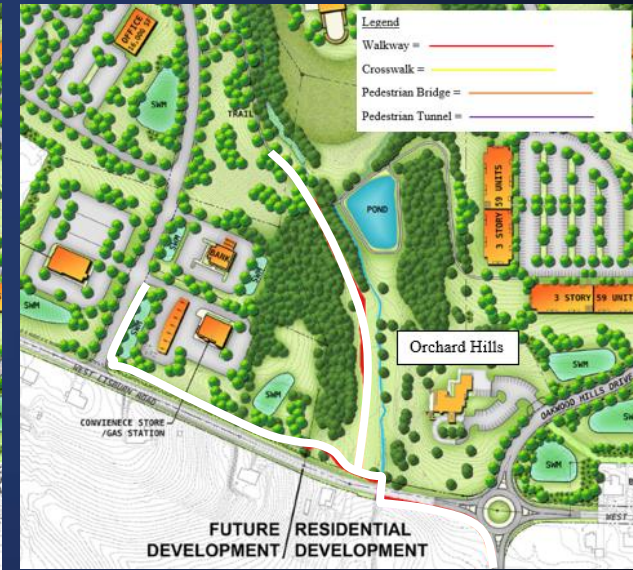 Legend
Walkway =
Crosswalk =
Pedestrian Bridge =
Pedestrian Tunnel =
OFFICE
SWM
TRAIL
POND
3 STORY 59 UNITS
BANK
3 STORY 59 UNIT
SWM
Orchard Hills
SWM
OAKWOOD HILLS DRIVE
SWM
WEST LISBURN ROAD
CONVIENECE STORE
/GAS STATION
SWM
WEST
FUTURE RESIDENTIAL
DEVELOPMENT DEVELOPMENT